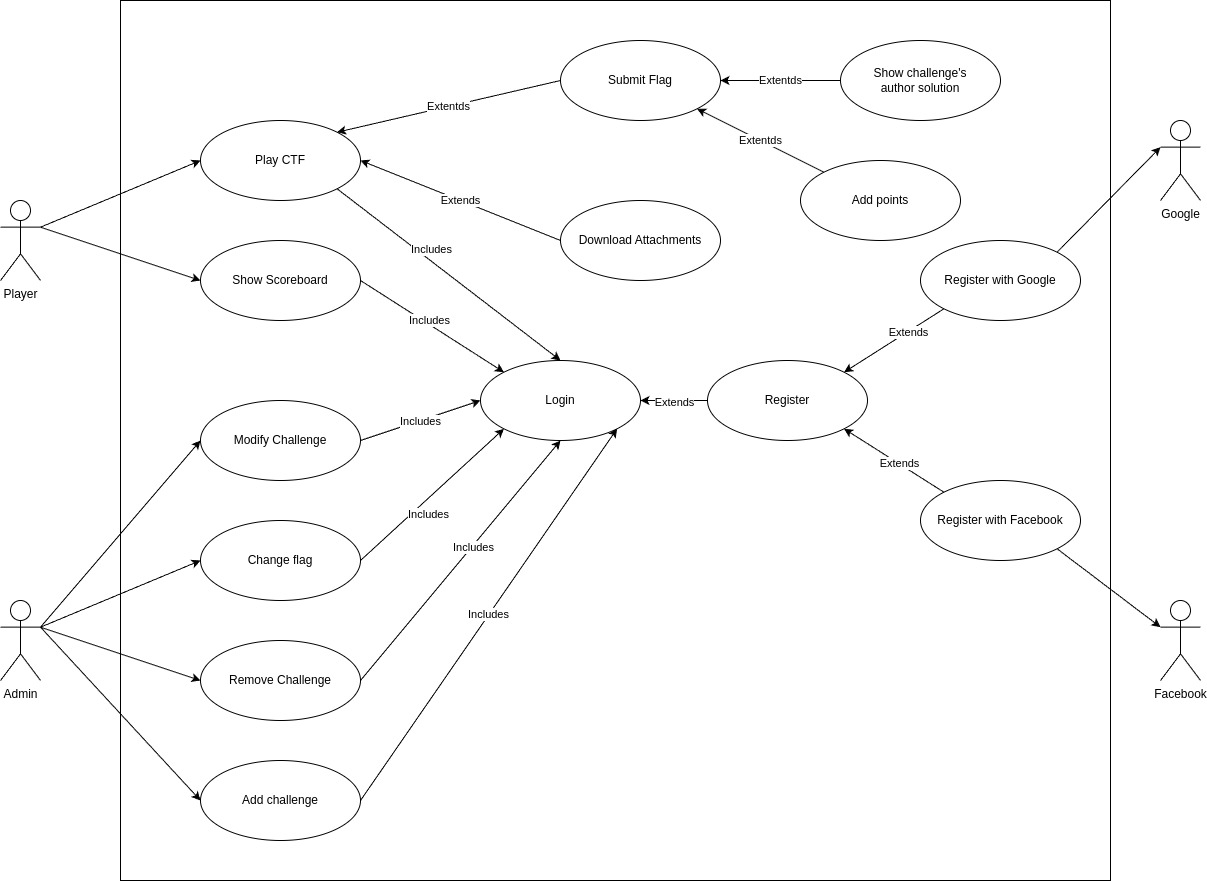 Submit Flag
Extentds
Show challenge's
author solution
Extentds
Play CTF
Extentds
Add points
Google
Extends
Download Attachments
Includes
Player
Show Scoreboard
Register with Google
Includes
Extends
Login
Extends
Register
Modify Challenge
Includes
Extends
Includes
Register with Facebook
Change flag
Includes
Includes
Admin
Remove Challenge
Facebook
Add challenge